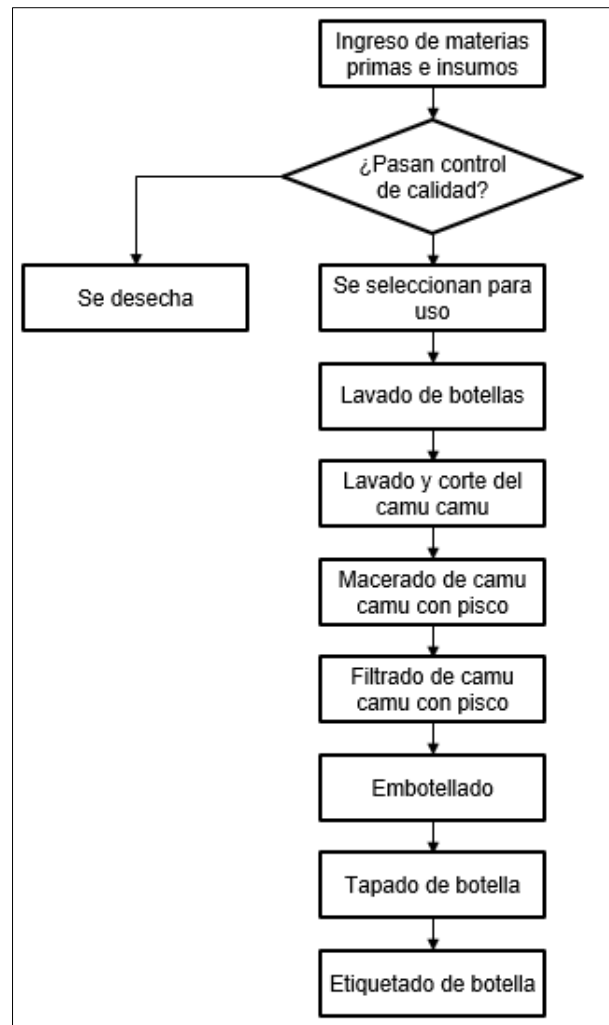 Ingreso de materias
primas e insumos
¿Pasan control
de calidad?
Se desecha
Se seleccionan para
uso
Lavado de botellas
Lavado y corte del
camu camu
Macerado de camu
camu con pisco
Filtrado de camu
camu con pisco
Embotellado
Tapado de botella
Etiquetado de botella